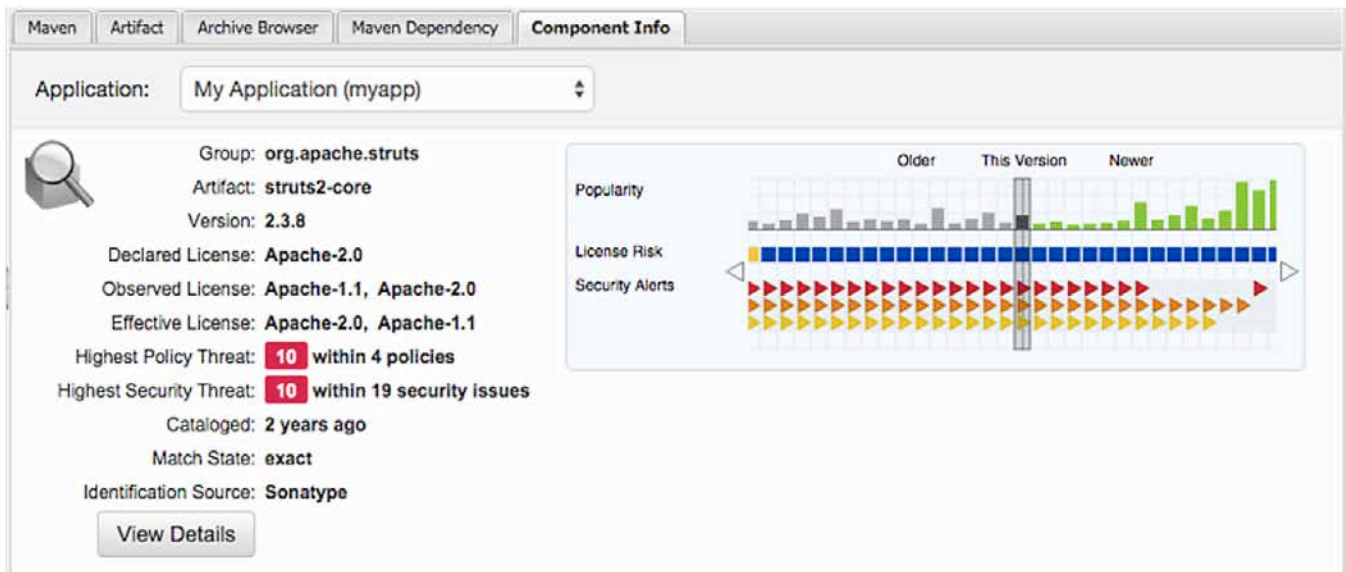 Maven Artifact Archive Browser Maven Dependency Component Info
Application: My Application (myapp)
Group: org.apache.struts
Artifact: struts2-core
Version: 2.3.8
Declared License: Apache-2.0
Observed License: Apache-1.1, Apache-2.0
Effective License: Apache-2.0, Apache-1.1
Highest Policy Threat: 10 within 4 policies
Highest Security Threat: 10 within 19 security issues
Cataloged: 2 years ago
Match State: exact
Identification Source: Sonatype
View Details
Older This Version Newer
Popularity
License Risk
Security Alerts